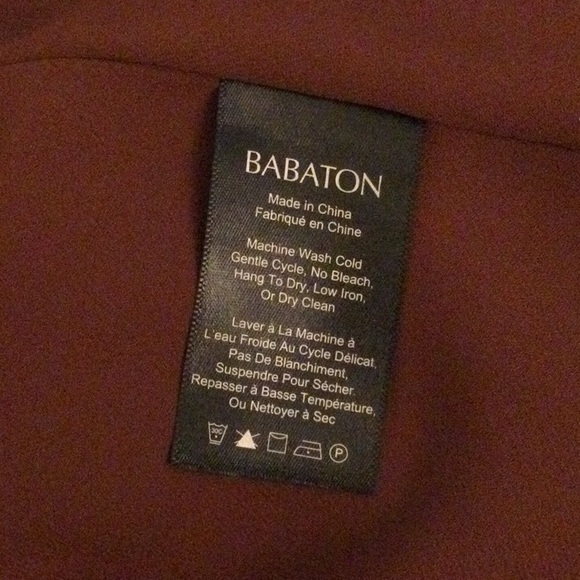 BABATON
Made in China
Fabriqué en Chine
Machine Wash Cold
Gentle Cycle, No Bleach,
Hang To Dry, Low Iron,
Or Dry Clean
Laver à La Machine à
L'eau Froide Au Cycle Délicat,
Pas De Blanchiment,
Suspendre Pour Sécher.
Repasser à Basse Température,
Ou Nettoyer à Sec
30C P